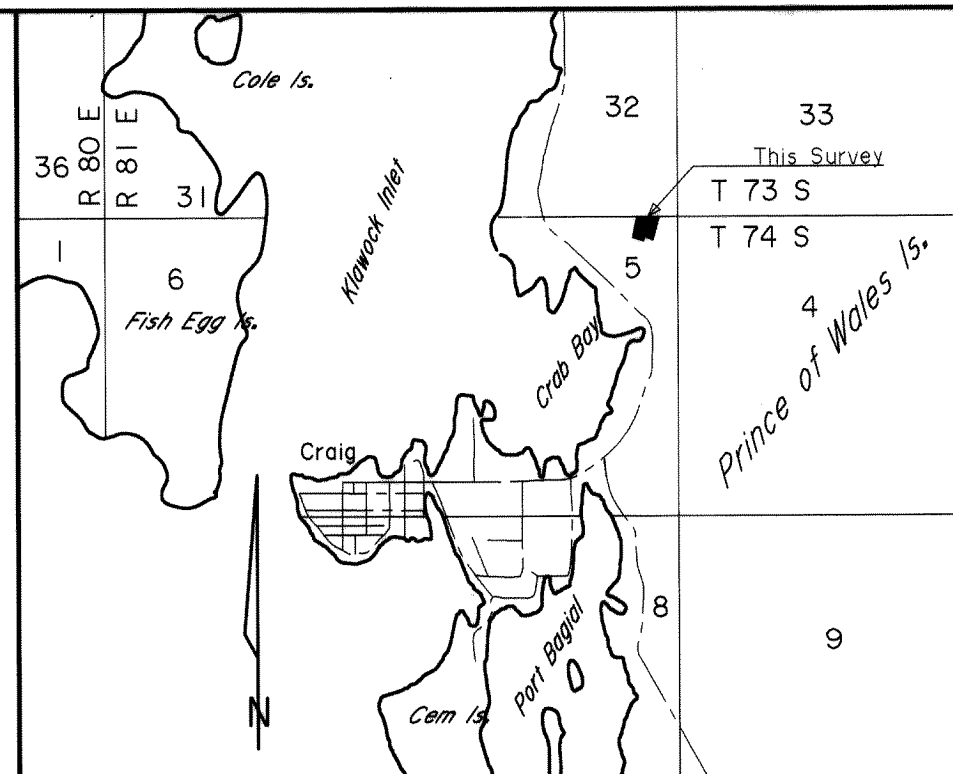 Cole Is.
32
33
36
R 80 E
R 81 E
31
This Survey
T 73 S
T 74 S
Klawock Inlet
1
6
5
4
Fish Egg Is.
Prince of Wales Is.
Crab Bay
Craig
8
9
Port Bagial
Cem Is.
N